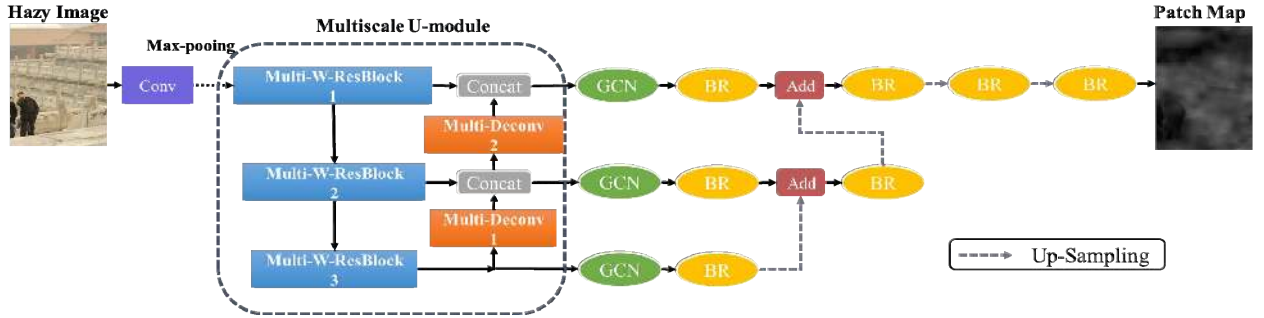 Hazy Image
Patch Map
Multiscale U-module
Max-pooing
Conv
Multi-W-ResBlock
1
Concat
GCN
BR
Add
BR
BR
BR
Multi-Deconv
2
Multi-W-ResBlock
2
Concat
GCN
BR
Add
BR
Multi-Deconv
1
Multi-W-ResBlock
3
GCN
BR
Up-Sampling